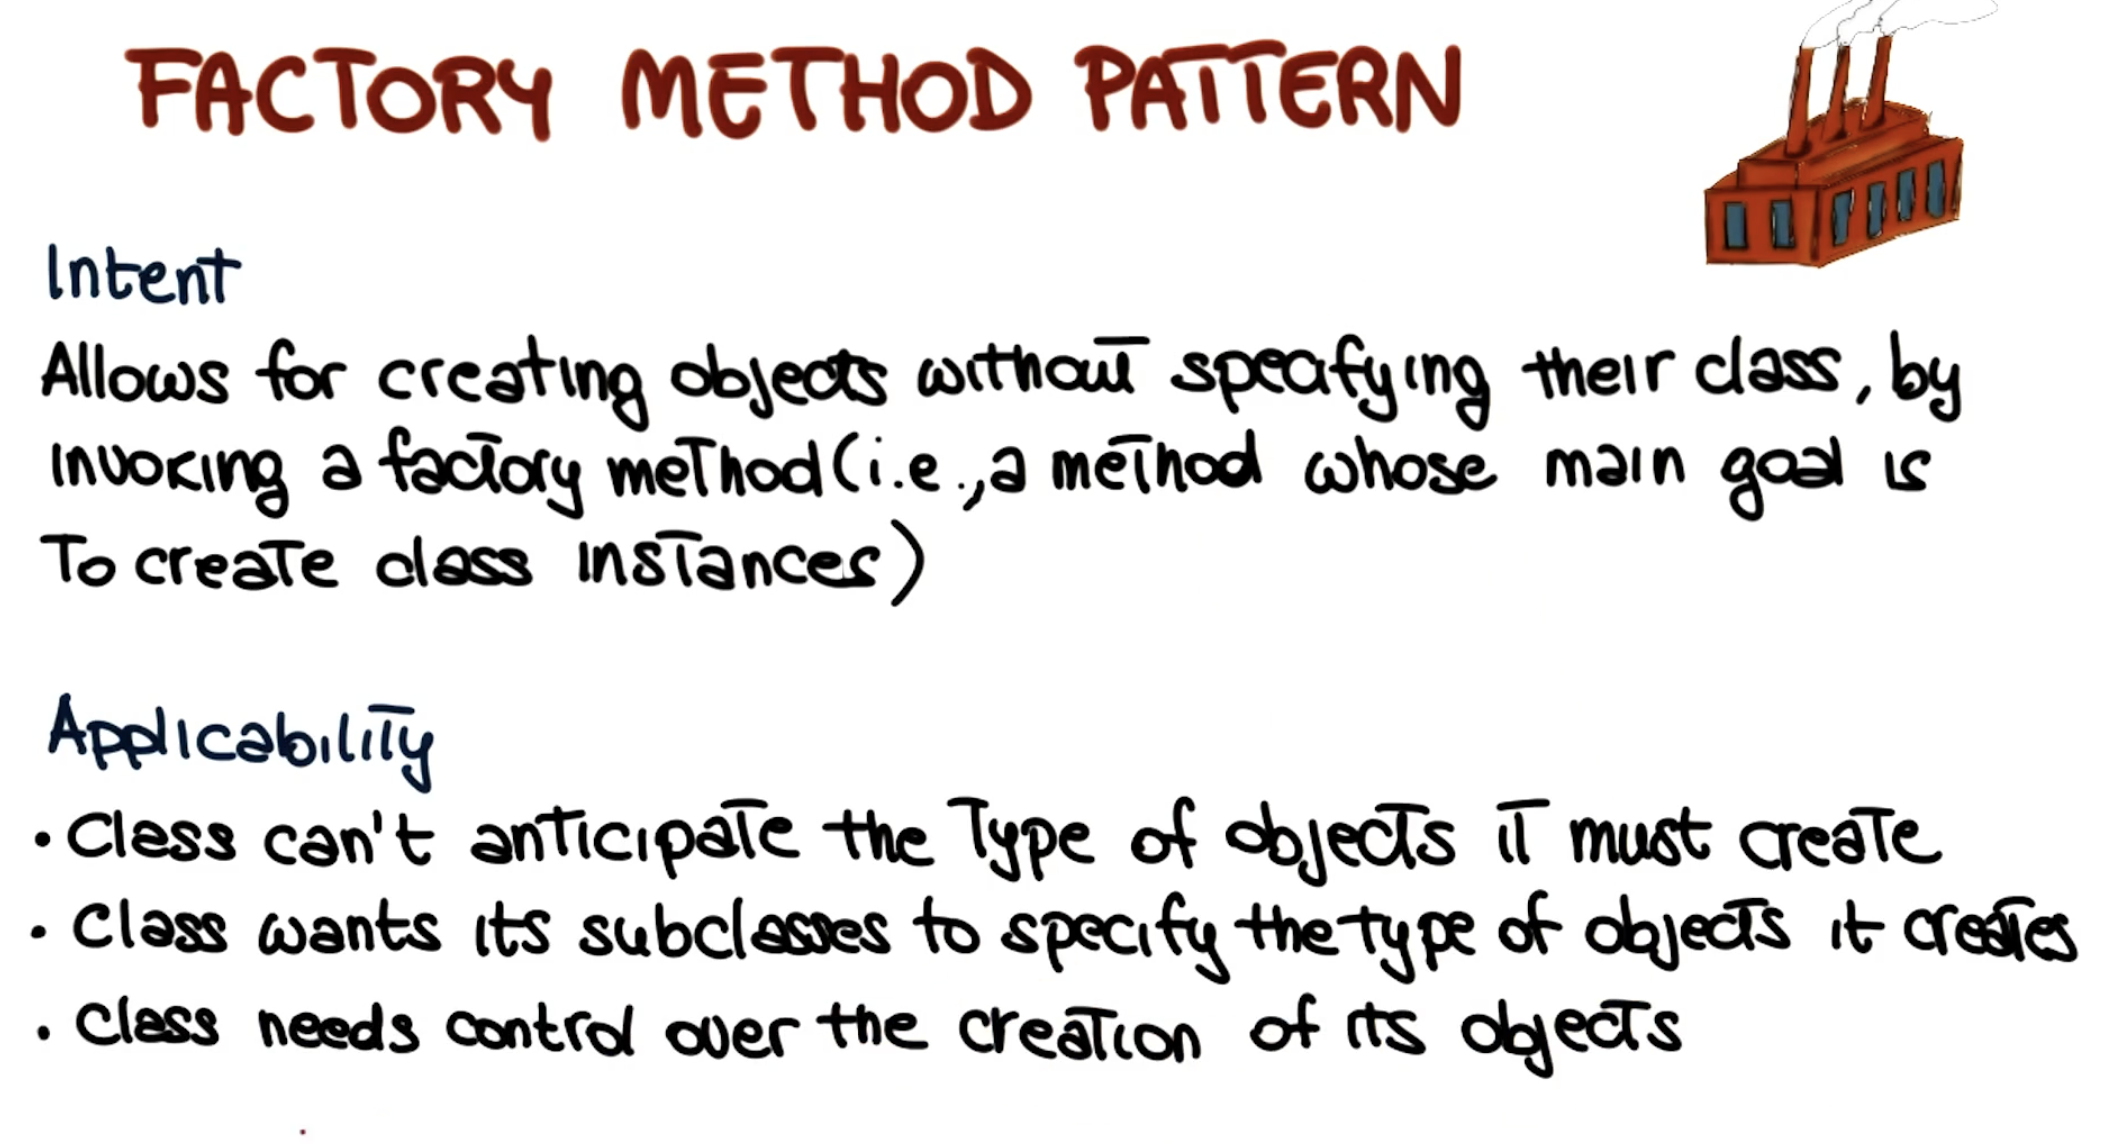 FACTORY METHOD PATTERN
Intent
Allows for creating objects without specifying their class, by
invoking a factory method (i.e., a method whose main goal is
To create class instances)
Applicability
• Class can't anticipate the Type of objects it must create
• Class wants its subclasses to specify the type of objects it creates
• Class needs control over the creation of its objects